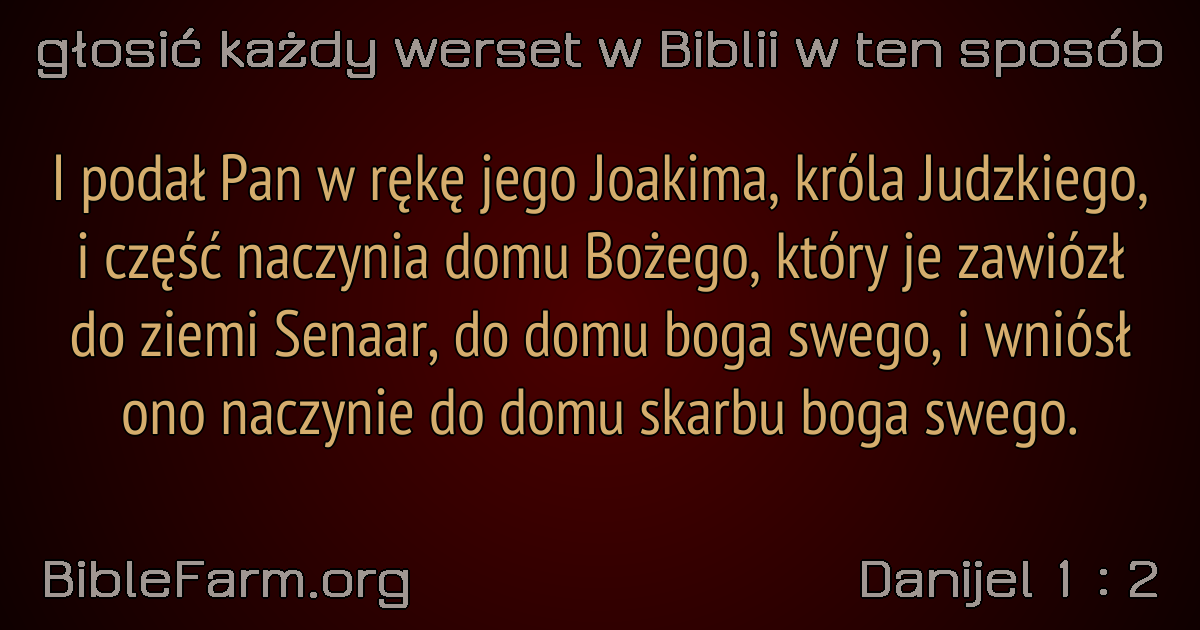 głosić każdy werset w Biblii w ten sposób
I podał Pan w rękę jego Joakima, króla Judzkiego,
i część naczynia domu Bożego, który je zawiózł
do ziemi Senaar, do domu boga swego, i wniósł
ono naczynie do domu skarbu boga swego.
BibleFarm.org
Danijel 1 : 2